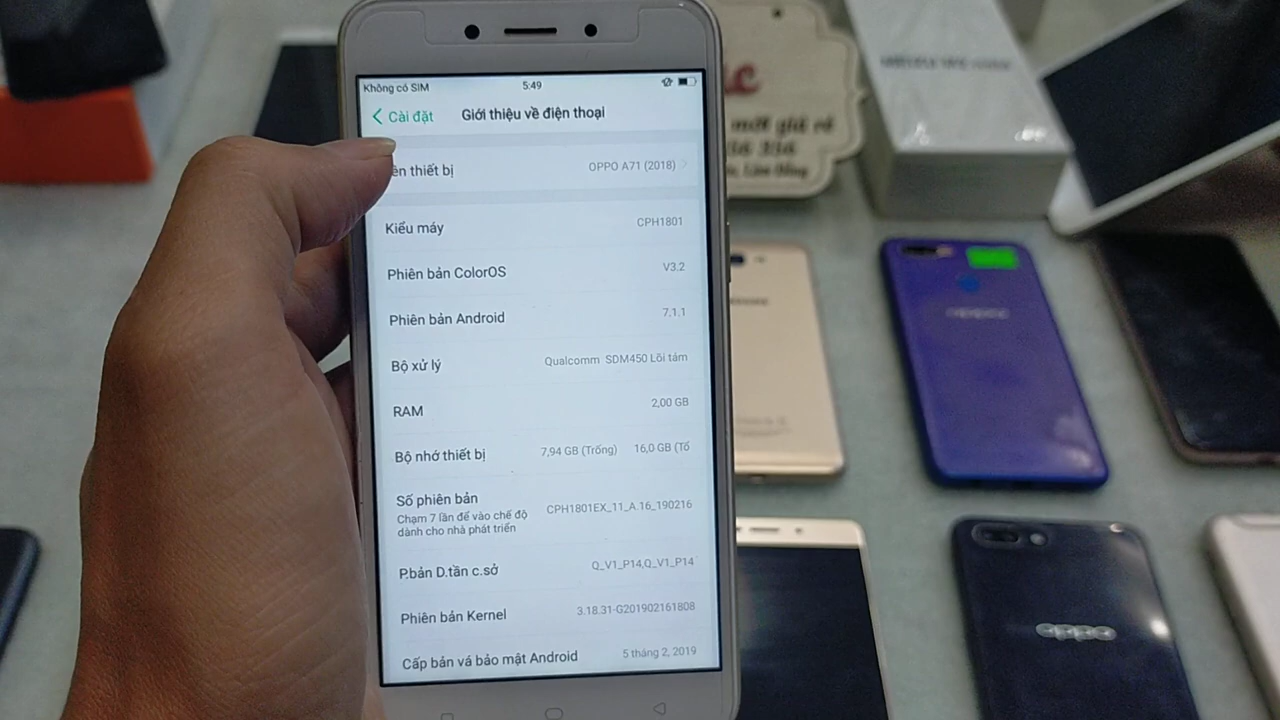 Không có SIM
5:49
Cài đặt
Giới thiệu về điện thoại
ên thiết bị
OPPO A71 (2018)
Kiểu máy
CPH1801
Phiên bản ColorOS
V3.2
Phiên bản Android
7.1.1
Bộ xử lý
Qualcomm SDM450 Lõi tám
RAM
2,00 GB
Bộ nhớ thiết bị
7,94 GB (Trống) 16,0 GB (Tổ
Số phiên bản
Chạm 7 lần để vào chế độ
dành cho nhà phát triển
CPH1801EX_11_A.16_190216
P.bản D.tần c.sở
Q_V1_P14,Q_V1_P14
Phiên bản Kernel
3.18.31-G201902161808
Cấp bản vá bảo mật Android
5 tháng 2, 2019
mới giá rẻ
Lâm Đồng
oppo